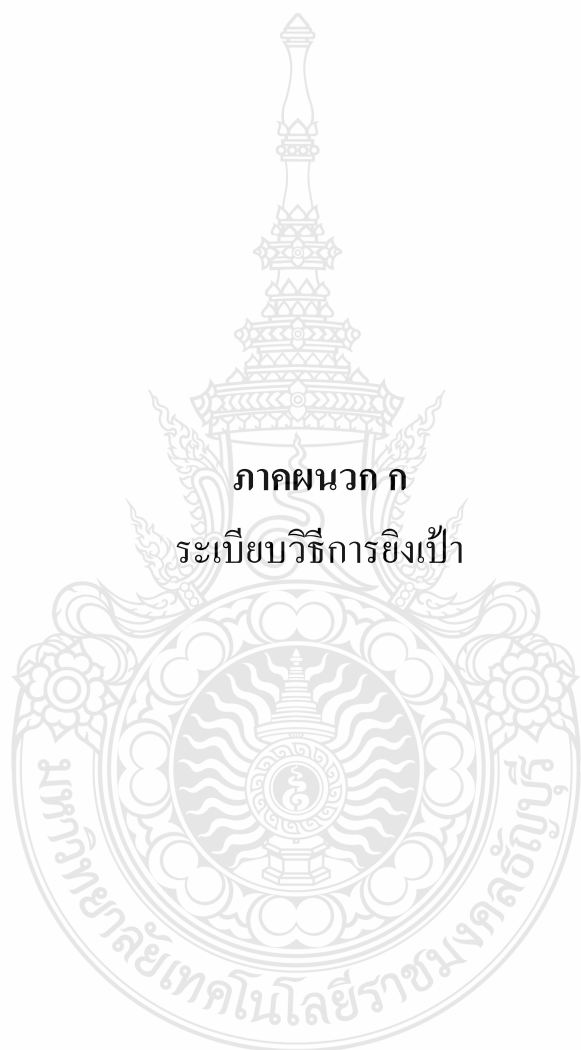 ภาคผนวก ก
ระเบียบวิธีการยิงเป้า
มหาวิทยาลัยเทคโนโลยีราชมงคลธัญบุรี